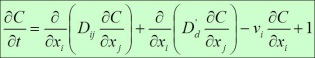 ∂C/∂t = ∂/∂x_i (D_ij ∂C/∂x_j) + ∂/∂x_i (D_d^· ∂C/∂x_j) − v_i ∂C/∂x_i + 1